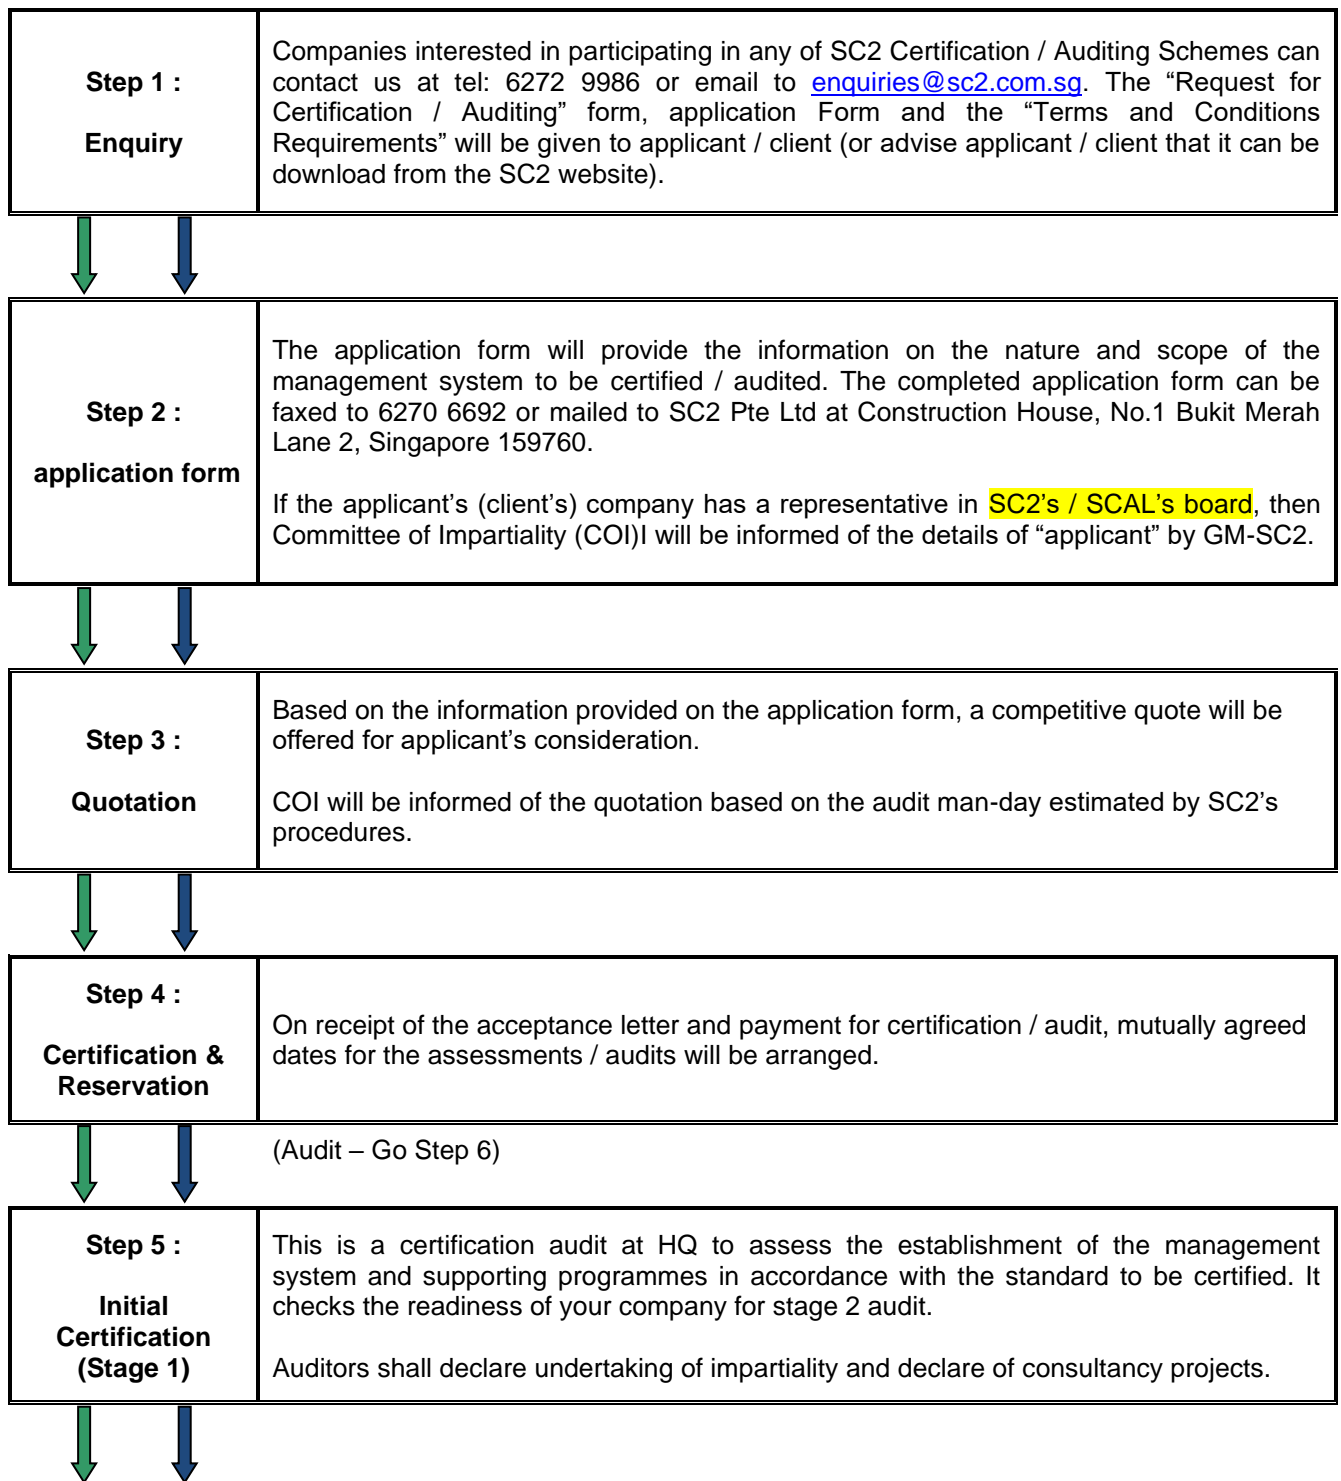 Step 1 :
Enquiry
Companies interested in participating in any of SC2 Certification / Auditing Schemes can
contact us at tel: 6272 9986 or email to enquiries@sc2.com.sg. The “Request for
Certification / Auditing” form, application Form and the “Terms and Conditions
Requirements” will be given to applicant / client (or advise applicant / client that it can be
download from the SC2 website).
Step 2 :
application form
The application form will provide the information on the nature and scope of the
management system to be certified / audited. The completed application form can be
faxed to 6270 6692 or mailed to SC2 Pte Ltd at Construction House, No.1 Bukit Merah
Lane 2, Singapore 159760.
If the applicant’s (client’s) company has a representative in SC2’s / SCAL’s board, then
Committee of Impartiality (COI)I will be informed of the details of “applicant” by GM-SC2.
Step 3 :
Quotation
Based on the information provided on the application form, a competitive quote will be
offered for applicant’s consideration.
COI will be informed of the quotation based on the audit man-day estimated by SC2’s
procedures.
Step 4 :
Certification &
Reservation
On receipt of the acceptance letter and payment for certification / audit, mutually agreed
dates for the assessments / audits will be arranged.
(Audit – Go Step 6)
Step 5 :
Initial
Certification
(Stage 1)
This is a certification audit at HQ to assess the establishment of the management
system and supporting programmes in accordance with the standard to be certified. It
checks the readiness of your company for stage 2 audit.
Auditors shall declare undertaking of impartiality and declare of consultancy projects.